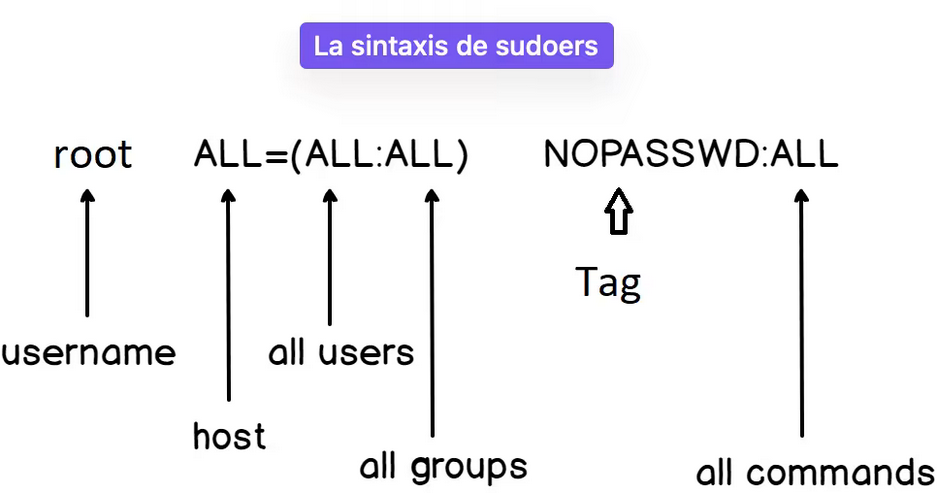 La sintaxis de sudoers
root ALL=(ALL:ALL) NOPASSWD:ALL
Tag
username all users
host
all groups all commands